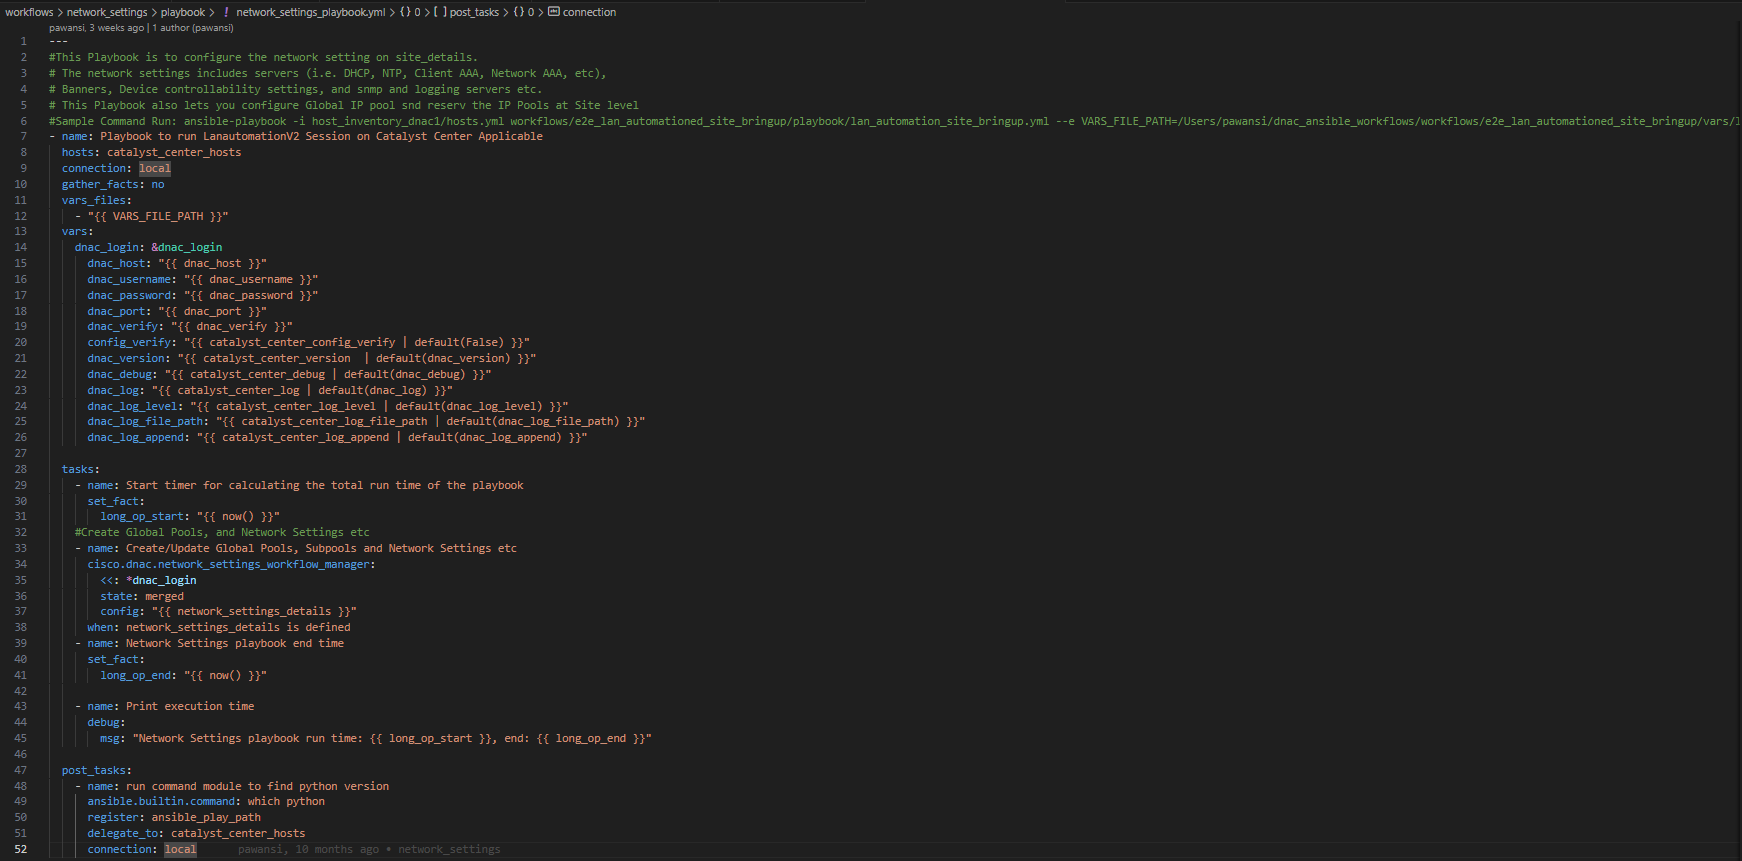 workflows > network_settings > playbook > ! network_settings_playbook.yml > {} 0 > [ ] post_tasks > {} 0 > connection
pawansi, 3 weeks ago | 1 author (pawansi)
1 ---
2 #This Playbook is to configure the network setting on site_details.
3 # The network settings includes servers (i.e. DHCP, NTP, Client AAA, Network AAA, etc),
4 # Banners, Device controllability settings, and snmp and logging servers etc.
5 # This Playbook also lets you configure Global IP pool snd reserv the IP Pools at Site level
6 #Sample Command Run: ansible-playbook -i host_inventory_dnac1/hosts.yml workflows/e2e_lan_automationed_site_bringup/playbook/lan_automation_site_bringup.yml --e VARS_FILE_PATH=/Users/pawansi/dnac_ansible_workflows/workflows/e2e_lan_automationed_site_bringup/vars/
7 - name: Playbook to run LanautomationV2 Session on Catalyst Center Applicable
8 hosts: catalyst_center_hosts
9 connection: local
10 gather_facts: no
11 vars_files:
12 - "{{ VARS_FILE_PATH }}"
13 vars:
14 dnac_login: &dnac_login
15 dnac_host: "{{ dnac_host }}"
16 dnac_username: "{{ dnac_username }}"
17 dnac_password: "{{ dnac_password }}"
18 dnac_port: "{{ dnac_port }}"
19 dnac_verify: "{{ dnac_verify }}"
20 config_verify: "{{ catalyst_center_config_verify | default(False) }}"
21 dnac_version: "{{ catalyst_center_version  | default(dnac_version) }}"
22 dnac_debug: "{{ catalyst_center_debug | default(dnac_debug) }}"
23 dnac_log: "{{ catalyst_center_log | default(dnac_log) }}"
24 dnac_log_level: "{{ catalyst_center_log_level | default(dnac_log_level) }}"
25 dnac_log_file_path: "{{ catalyst_center_log_file_path | default(dnac_log_file_path) }}"
26 dnac_log_append: "{{ catalyst_center_log_append | default(dnac_log_append) }}"
27
28 tasks:
29 - name: Start timer for calculating the total run time of the playbook
30 set_fact:
31 long_op_start: "{{ now() }}"
32 #Create Global Pools, and Network Settings etc
33 - name: Create/Update Global Pools, Subpools and Network Settings etc
34 cisco.dnac.network_settings_workflow_manager:
35 <<: *dnac_login
36 state: merged
37 config: "{{ network_settings_details }}"
38 when: network_settings_details is defined
39 - name: Network Settings playbook end time
40 set_fact:
41 long_op_end: "{{ now() }}"
42
43 - name: Print execution time
44 debug:
45 msg: "Network Settings playbook run time: {{ long_op_start }}, end: {{ long_op_end }}"
46
47 post_tasks:
48 - name: run command module to find python version
49 ansible.builtin.command: which python
50 register: ansible_play_path
51 delegate_to: catalyst_center_hosts
52 connection: local pawansi, 10 months ago • network_settings